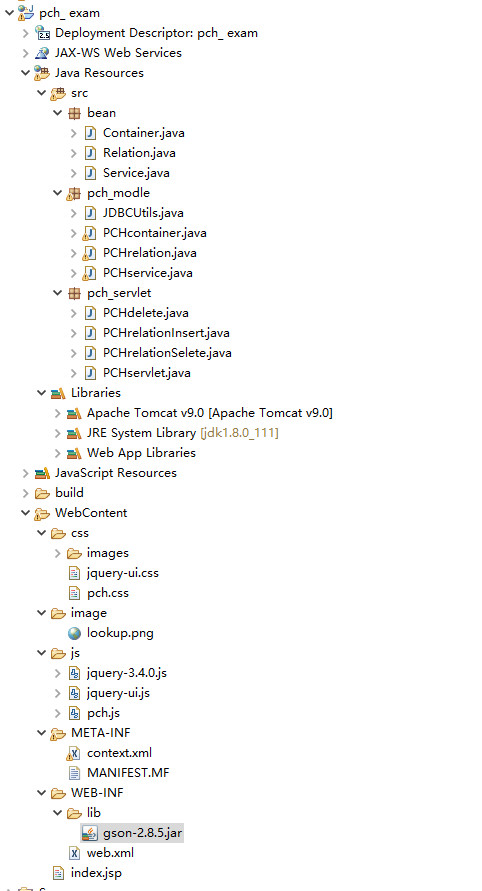 pch_ exam
Deployment Descriptor: pch_ exam
JAX-WS Web Services
Java Resources
src
bean
Container.java
Relation.java
Service.java
pch_modle
JDBCUtils.java
PCHcontainer.java
PCHrelation.java
PCHservice.java
pch_servlet
PCHdelete.java
PCHrelationInsert.java
PCHrelationSelete.java
PCHservlet.java
Libraries
Apache Tomcat v9.0 [Apache Tomcat v9.0]
JRE System Library [jdk1.8.0_111]
Web App Libraries
JavaScript Resources
build
WebContent
css
images
jquery-ui.css
pch.css
image
lookup.png
js
jquery-3.4.0.js
jquery-ui.js
pch.js
META-INF
context.xml
MANIFEST.MF
WEB-INF
lib
gson-2.8.5.jar
web.xml
index.jsp